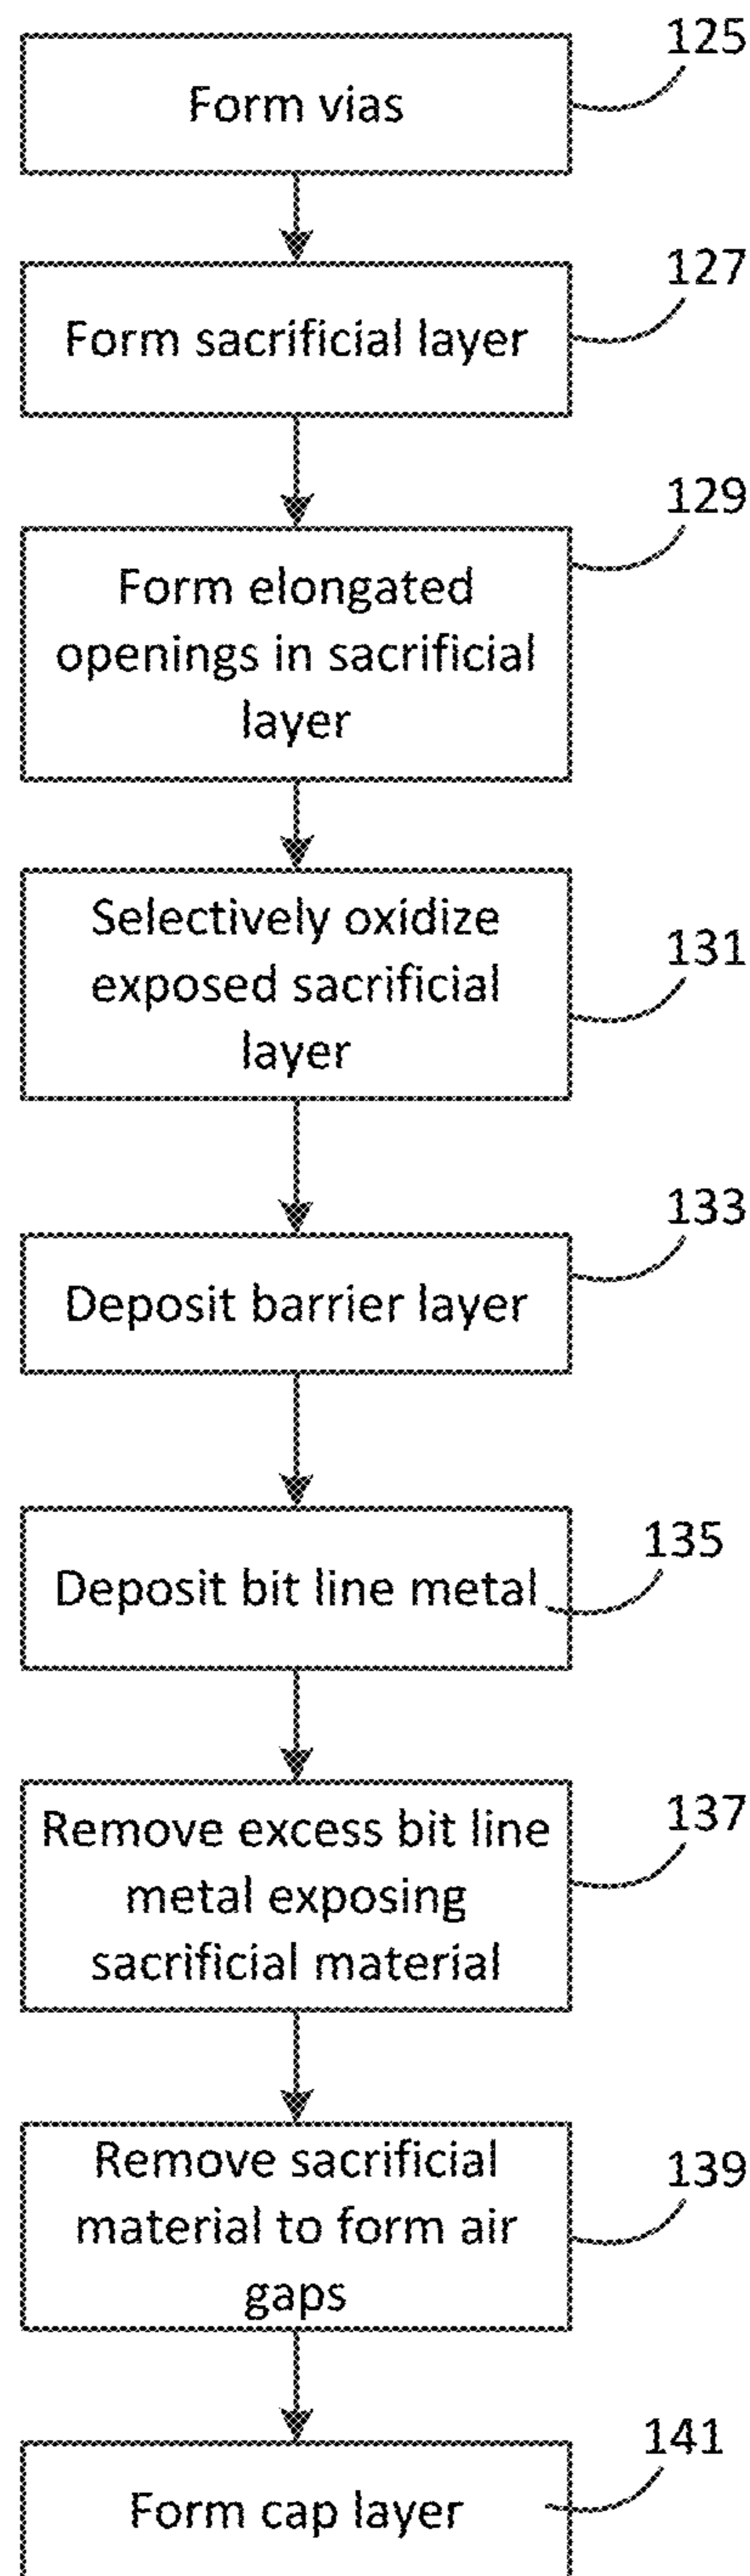 125
Form vias
127
Form sacrificial layer
129
Form elongated
openings in sacrificial
layer
131
Selectively oxidize
exposed sacrificial
layer
133
Deposit barrier layer
135
Deposit bit line metal
137
Remove excess bit line
metal exposing
sacrificial material
139
Remove sacrificial
material to form air
gaps
141
Form cap layer